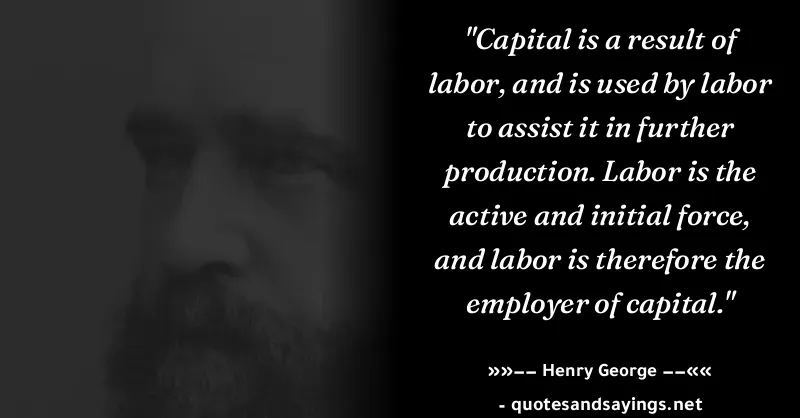 "Capital is a result of
labor, and is used by labor
to assist it in further
production. Labor is the
active and initial force,
and labor is therefore the
employer of capital."
»»–– Henry George ––««
- quotesandsayings.net